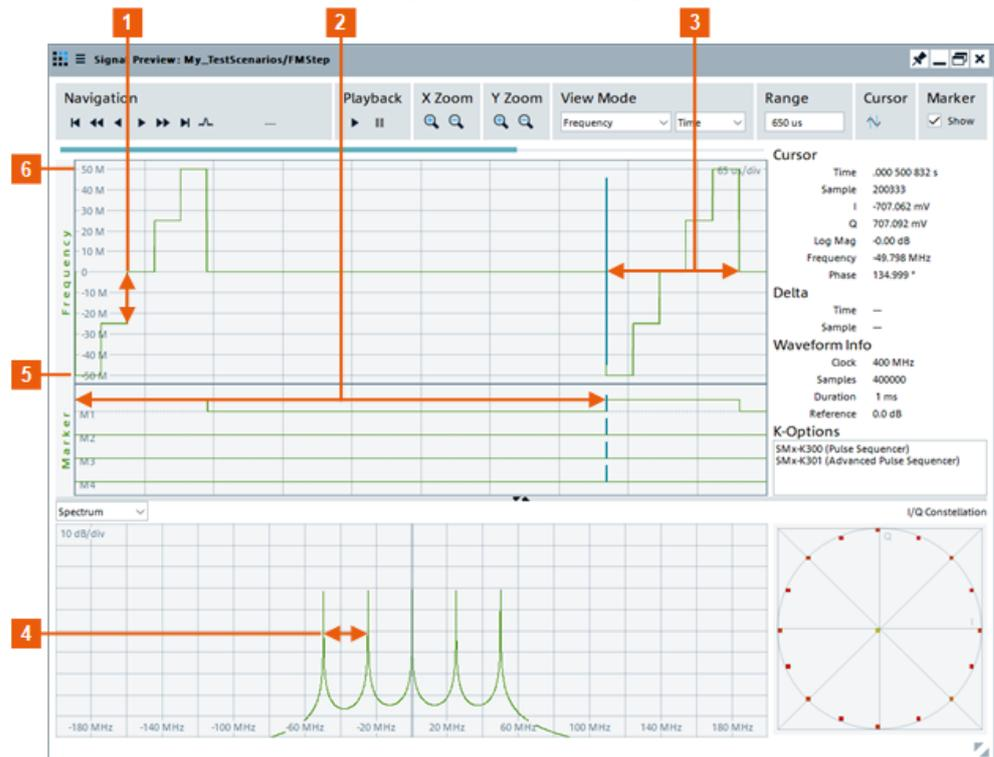 1 2 3
Signal Preview: My_TestScenarios/FMStep
Navigation Playback X Zoom Y Zoom View Mode Range Cursor Marker
Frequency Time 650 us Show
6
50 M 65 us/div
40 M
30 M
20 M
10 M
0
-10 M
-20 M
-30 M
-40 M
-50 M
5
Frequency
M1
M2
M3
M4
Marker
Cursor
Time .000 500 832 s
Sample 200333
I -707.062 mV
Q 707.092 mV
Log Mag -0.00 dB
Frequency -49.798 MHz
Phase 134.999 °
Delta
Time —
Sample —
Waveform Info
Clock 400 MHz
Samples 400000
Duration 1 ms
Reference 0.0 dB
K-Options
SMx-K300 (Pulse Sequencer)
SMx-K301 (Advanced Pulse Sequencer)
Spectrum I/Q Constellation
10 dB/div
Q
I
4
-180 MHz -140 MHz -100 MHz -60 MHz -20 MHz 20 MHz 60 MHz 100 MHz 140 MHz 180 MHz